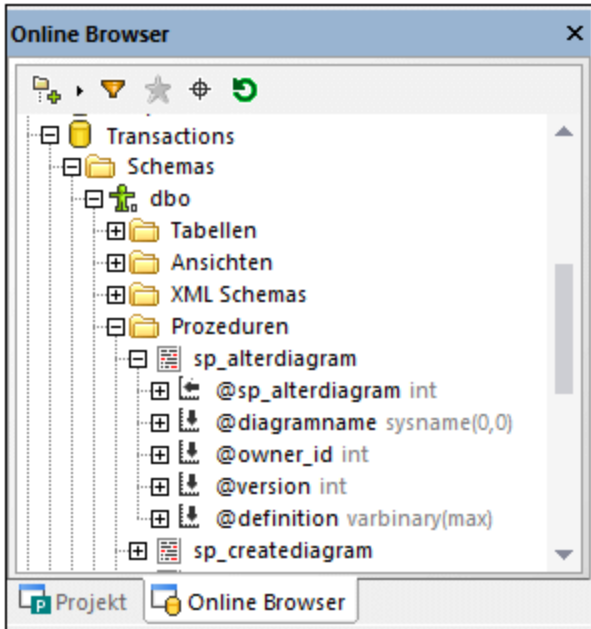 Online Browser
Transactions
Schemas
dbo
Tabellen
Ansichten
XML Schemas
Prozeduren
sp_alterdiagram
@sp_alterdiagram int
@diagramname sysname(0,0)
@owner_id int
@version int
@definition varbinary(max)
sp_creatediagram
Projekt Online Browser